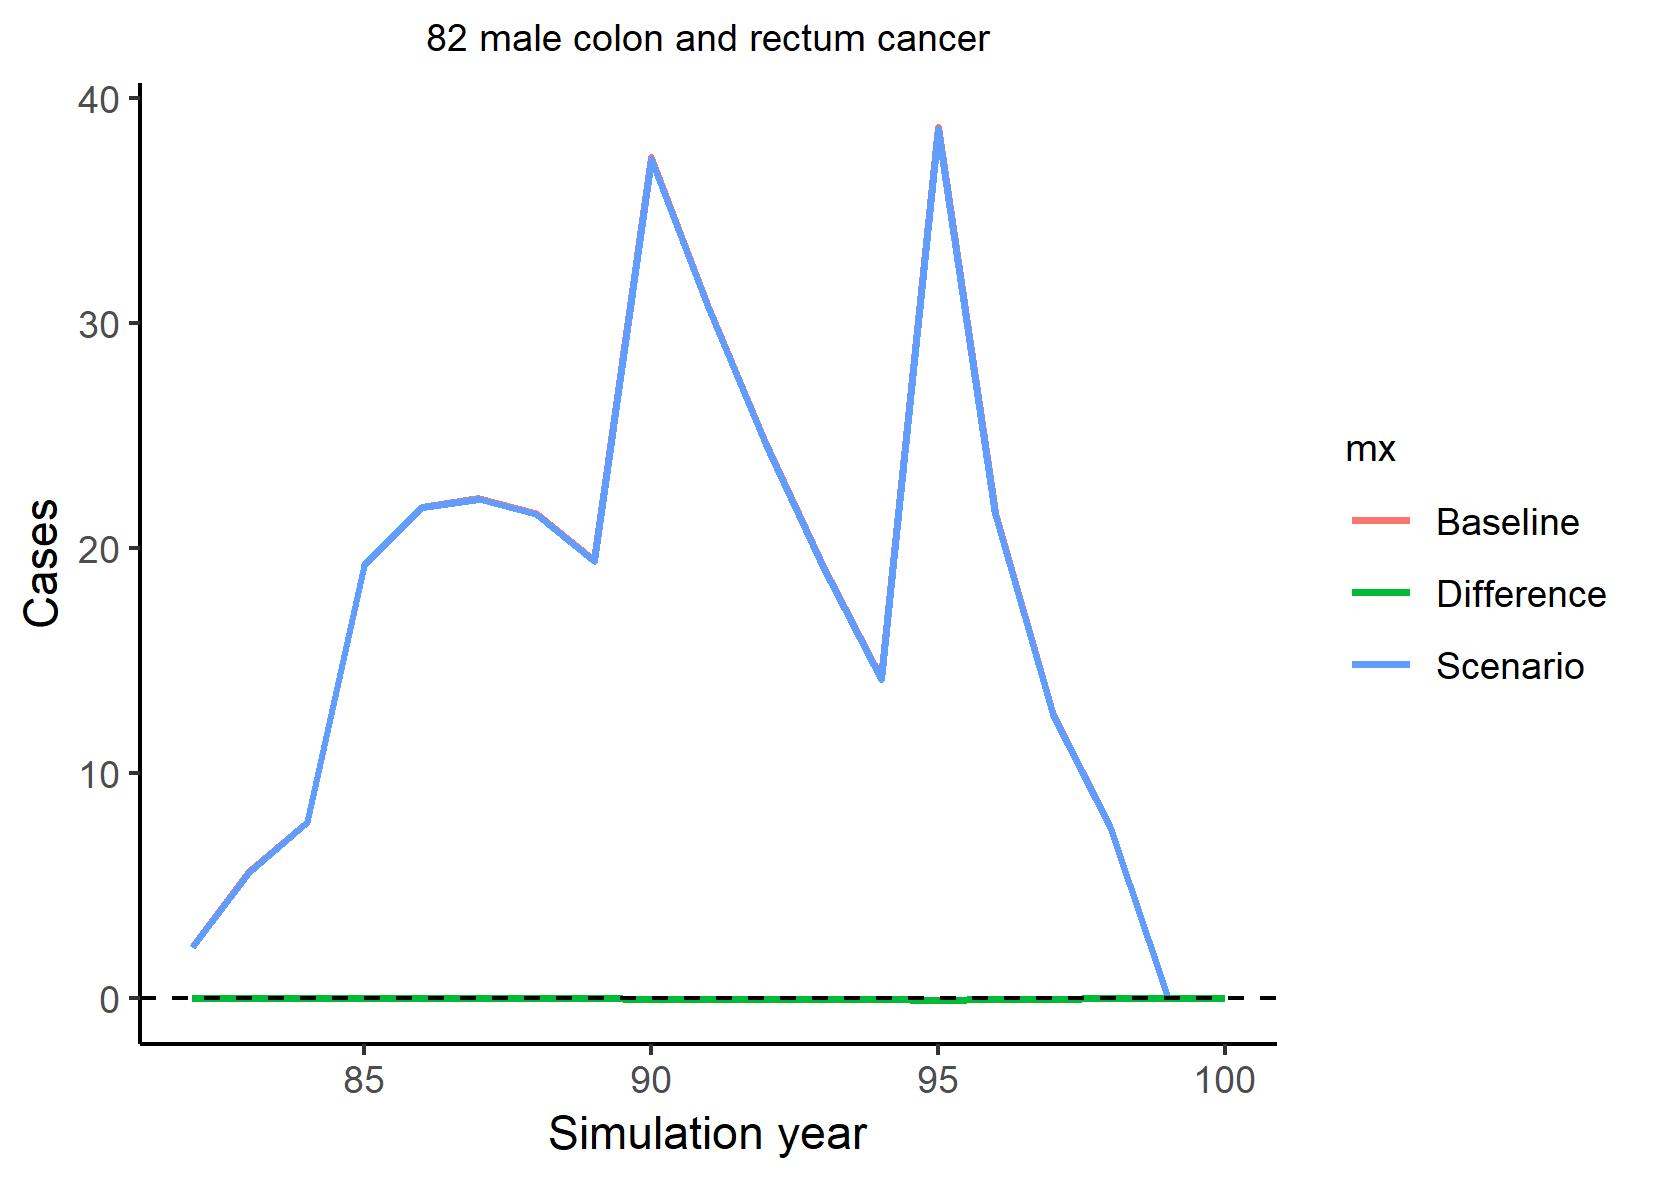 82 male colon and rectum cancer
40
30
20
10
0
Cases
85 90 95 100
Simulation year
mx
Baseline
Difference
Scenario